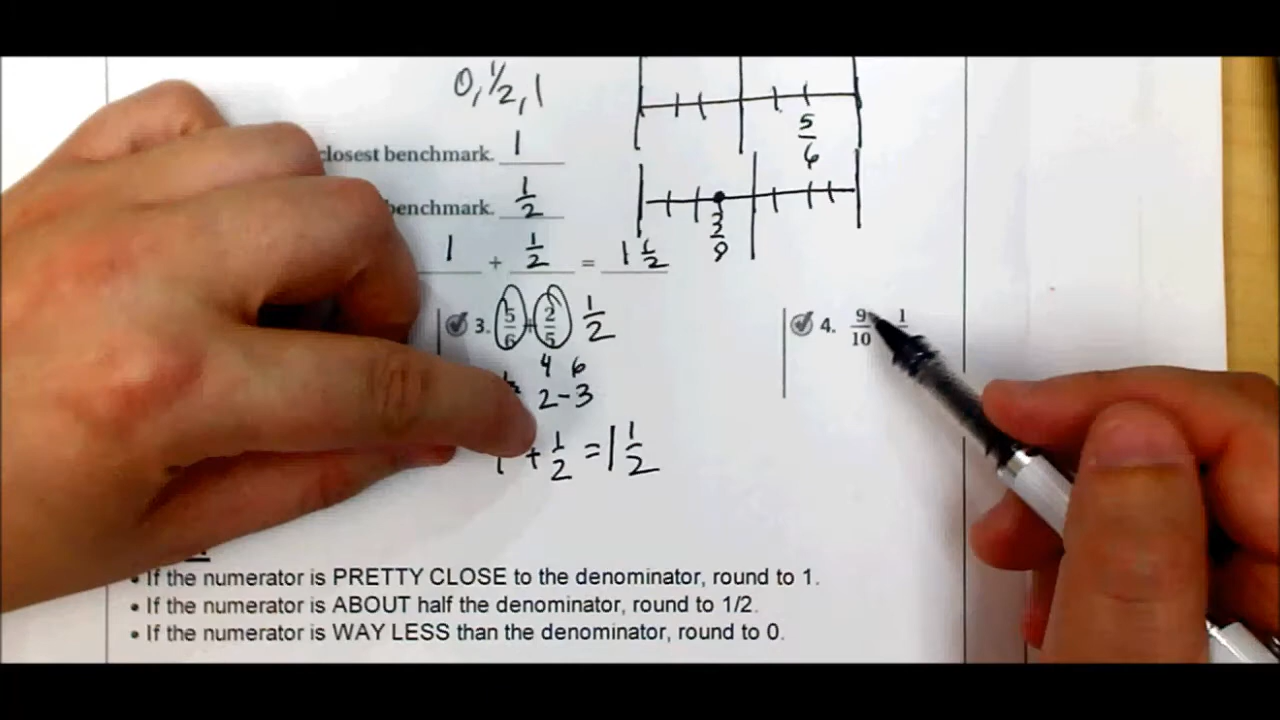 0, 1/2, 1
5/6
closest benchmark. 1
benchmark. 1/2
3/9
1 + 1/2 = 1 1/2
3. 5/6 + 2/5 1/2
4. 9/10 1
4 6
2-3
1 + 1/2 = 1 1/2
• If the numerator is PRETTY CLOSE to the denominator, round to 1.
• If the numerator is ABOUT half the denominator, round to 1/2.
• If the numerator is WAY LESS than the denominator, round to 0.